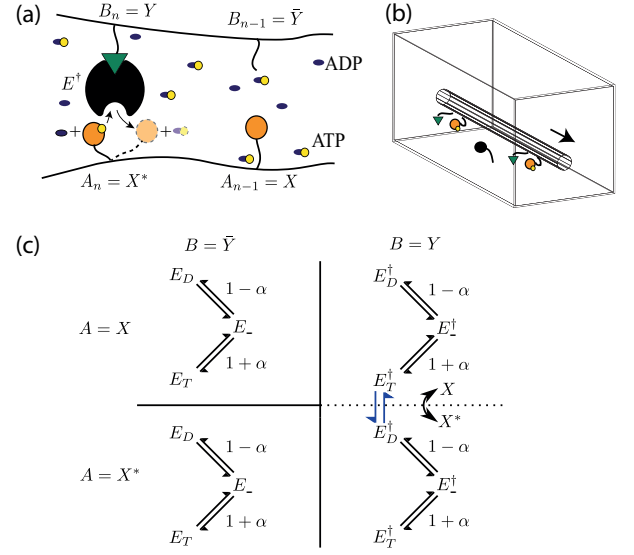 (a)
B_n = Y
B_{n−1} = Ȳ
E^†
ADP
+
+
ATP
A_n = X*
A_{n−1} = X
(b)
(c)
B = Ȳ
B = Y
E_D
1 − α
E_D^†
1 − α
A = X
E_-
E_-^†
1 + α
1 + α
E_T
E_T^†
X
X*
E_D
1 − α
E_D^†
1 − α
A = X*
E_-
E_-^†
1 + α
1 + α
E_T
E_T^†